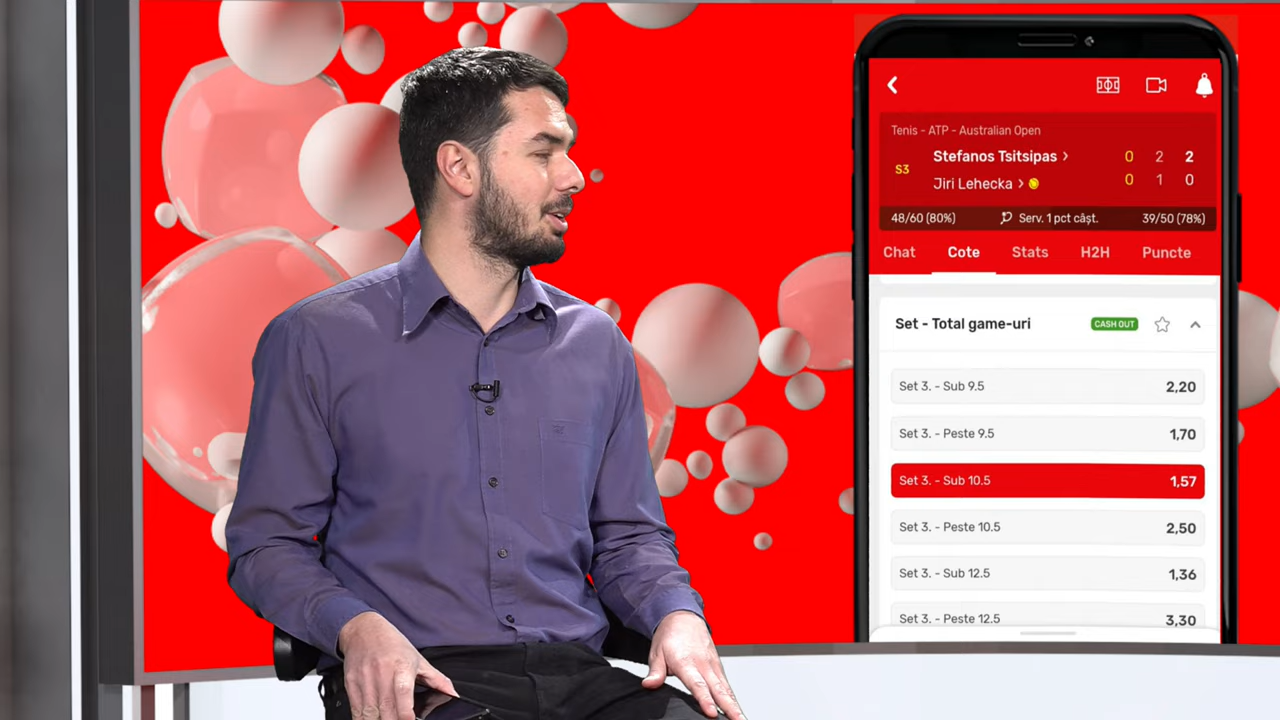 Tenis - ATP - Australian Open
S3
Stefanos Tsitsipas > 0 2 2
Jiri Lehecka > 0 1 0
48/60 (80%) Serv. 1 pct câșt. 39/50 (78%)
Chat Cote Stats H2H Puncte
Set - Total game-uri CASH OUT
Set 3. - Sub 9.5 2,20
Set 3. - Peste 9.5 1,70
Set 3. - Sub 10.5 1,57
Set 3. - Peste 10.5 2,50
Set 3. - Sub 12.5 1,36
Set 3. - Peste 12.5 3,30